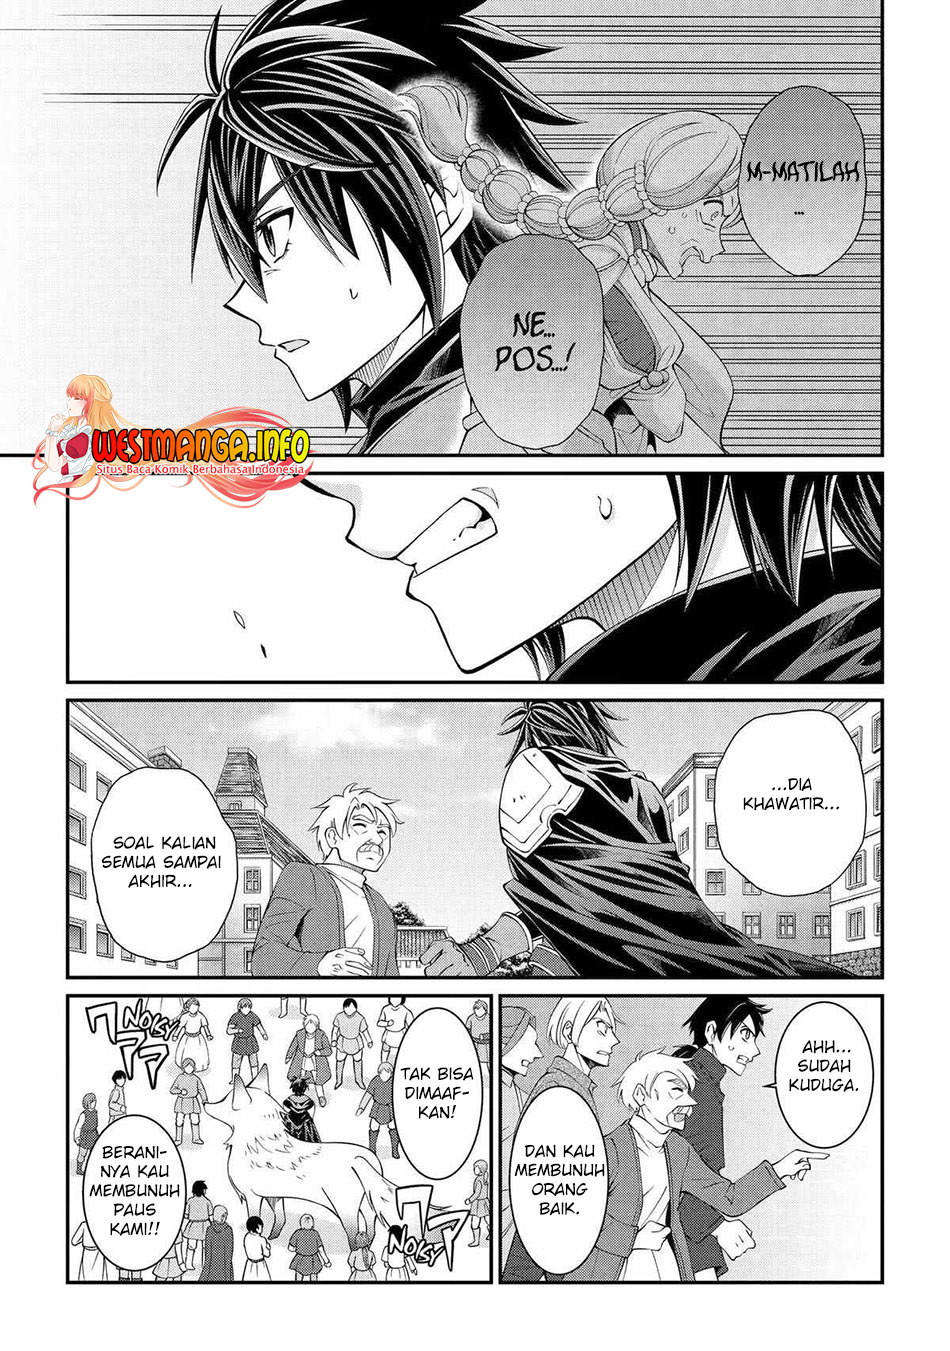 M-MATILAH
...
NE...
POS...!
WESTMANGA.INFO
Situs Baca Komik Berbahasa Indonesia
...DIA
KHAWATIR...
SOAL KALIAN
SEMUA SAMPAI
AKHIR...
AHH...
SUDAH
KUDUGA.
DAN KAU
MEMBUNUH
ORANG
BAIK.
NOISY
TAK BISA
DIMAAF-
KAN!
BERANI-
NYA KAU
MEMBUNUH
PAUS
KAMI!!
NOISY